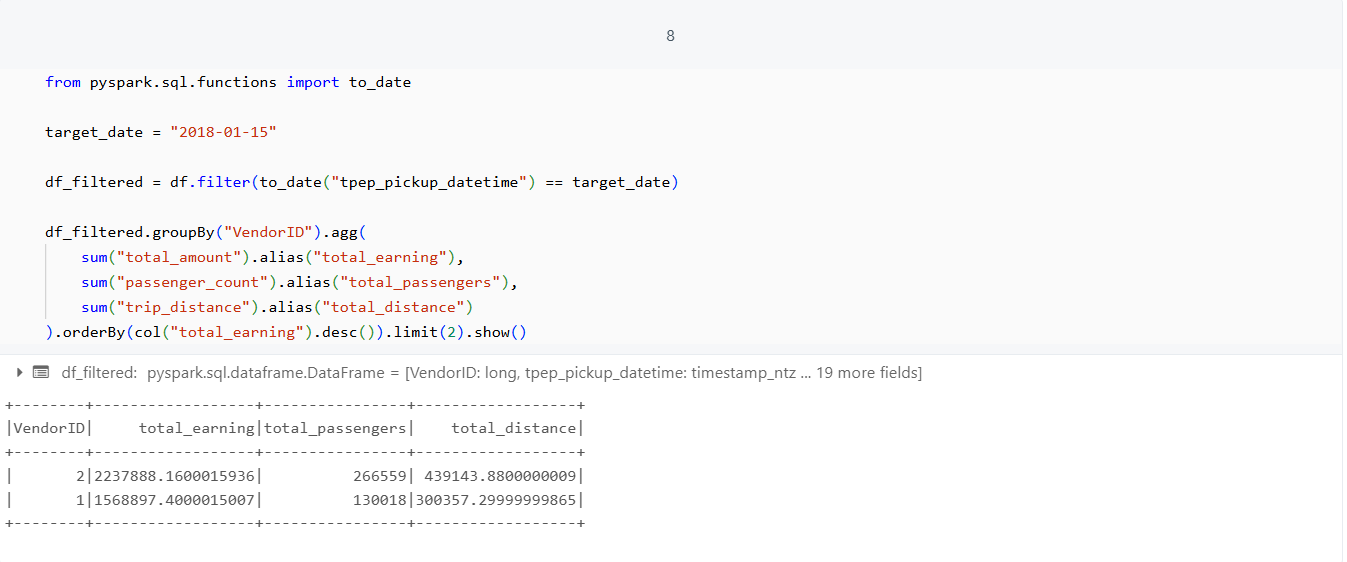 8
from pyspark.sql.functions import to_date
target_date = "2018-01-15"
df_filtered = df.filter(to_date("tpep_pickup_datetime") == target_date)
df_filtered.groupBy("VendorID").agg(
    sum("total_amount").alias("total_earning"),
    sum("passenger_count").alias("total_passengers"),
    sum("trip_distance").alias("total_distance")
).orderBy(col("total_earning").desc()).limit(2).show()
df_filtered: pyspark.sql.dataframe.DataFrame = [VendorID: long, tpep_pickup_datetime: timestamp_ntz ... 19 more fields]
+--------+------------------+----------------+------------------+
|VendorID|     total_earning|total_passengers|    total_distance|
+--------+------------------+----------------+------------------+
|       2|2237888.1600015936|          266559| 439143.8800000009|
|       1|1568897.4000015007|          130018|300357.29999999865|
+--------+------------------+----------------+------------------+